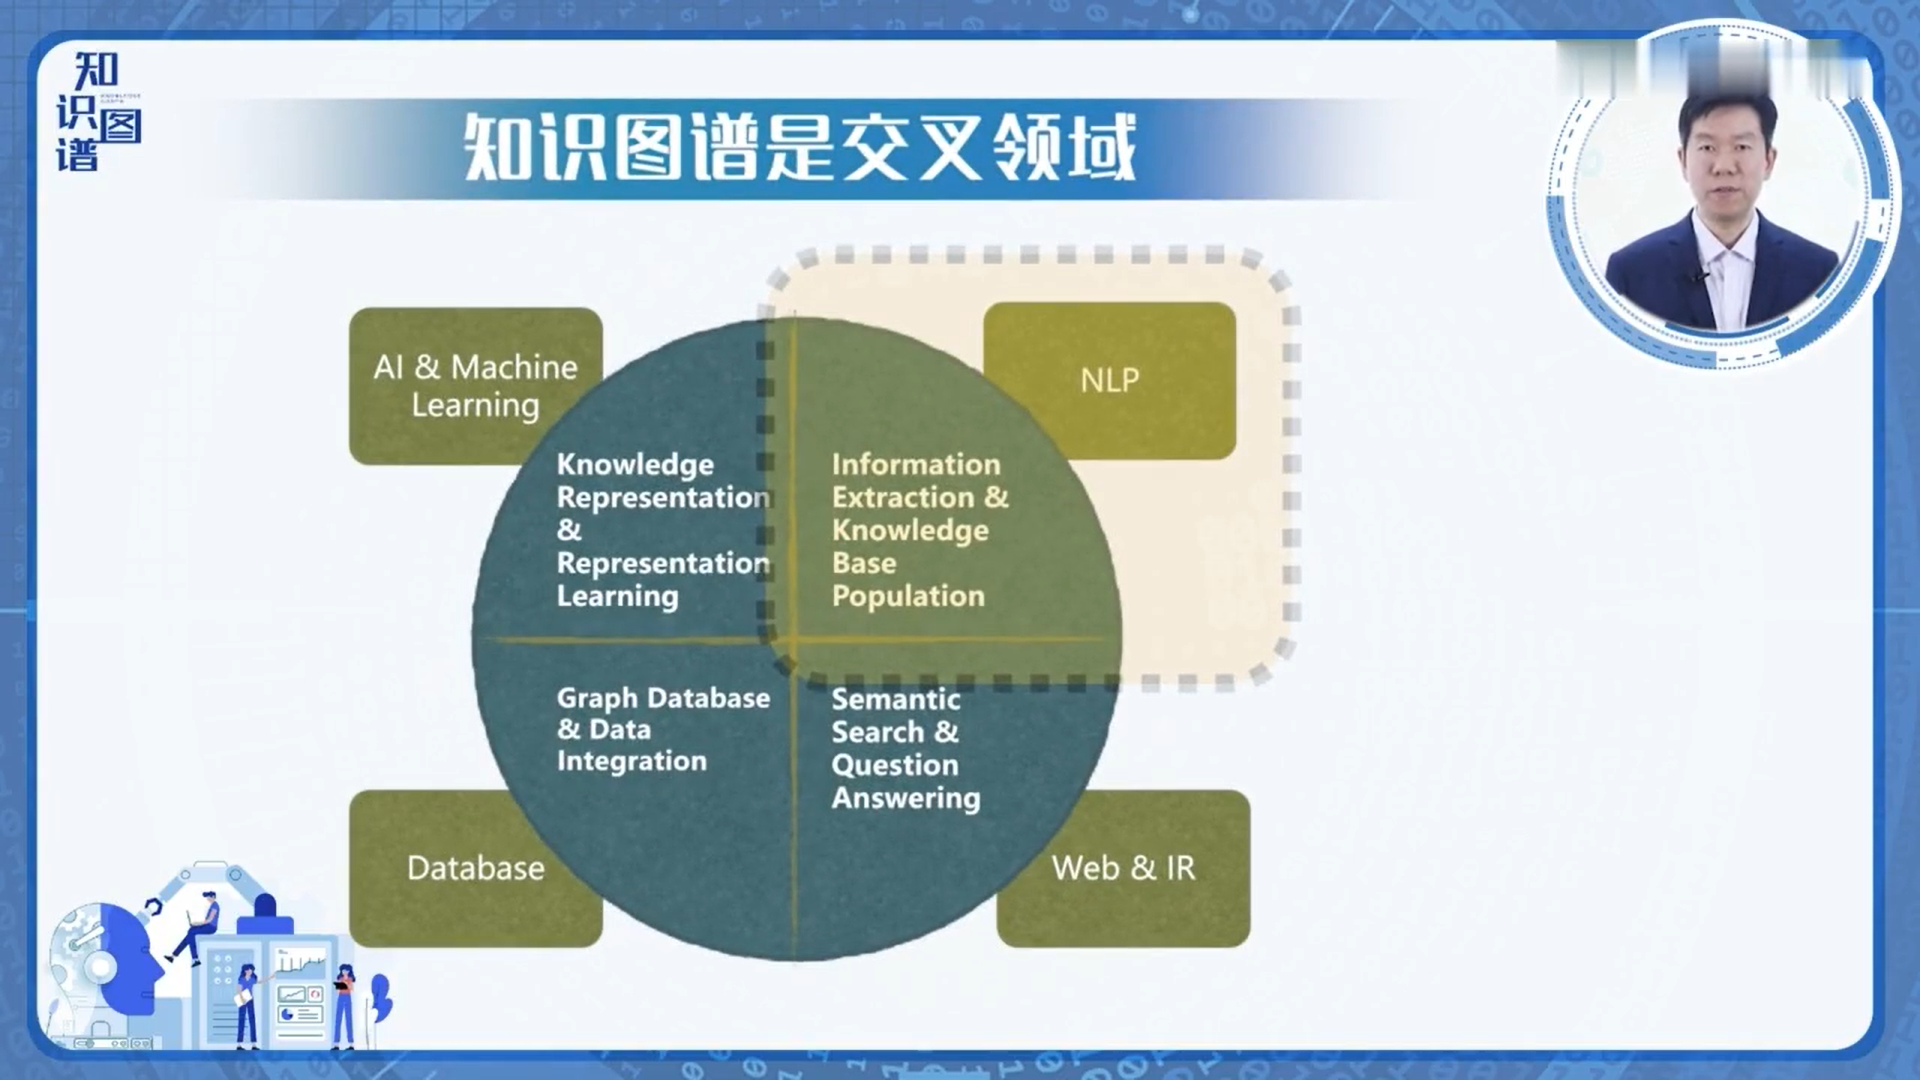 知
识图
谱
知识图谱是交叉领域
AI & Machine
Learning
NLP
Knowledge
Representation
&
Representation
Learning
Information
Extraction &
Knowledge
Base
Population
Graph Database
& Data
Integration
Semantic
Search &
Question
Answering
Database
Web & IR